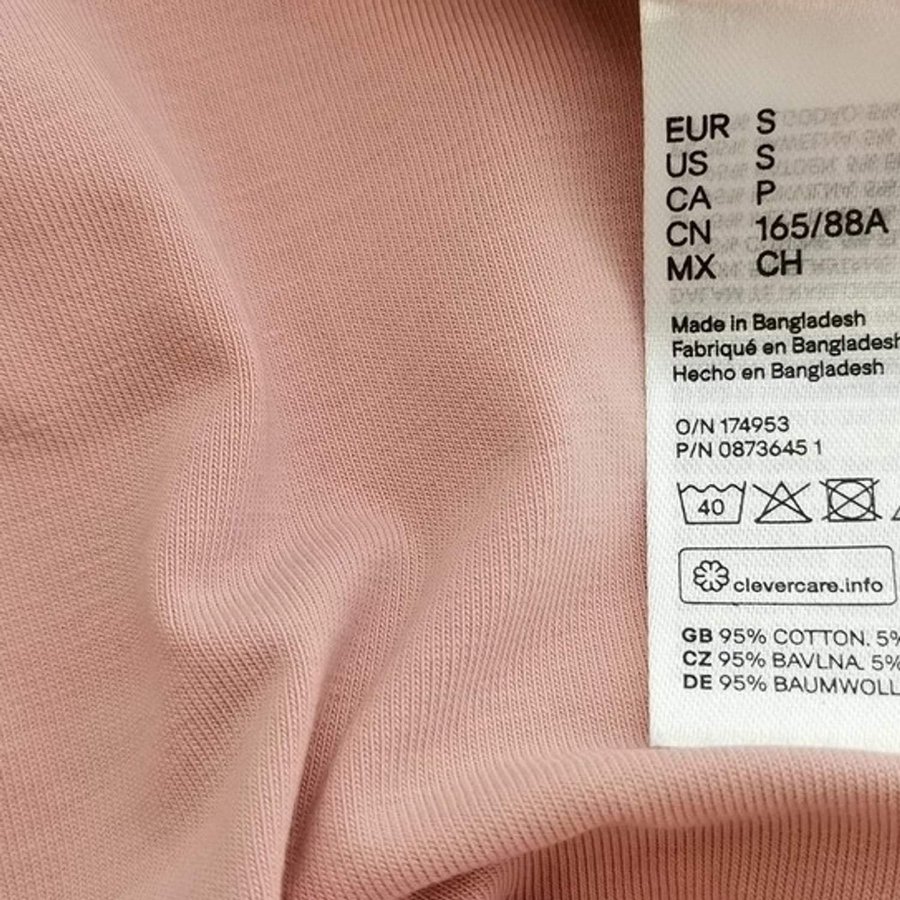 EUR S
US S
CA P
CN 165/88A
MX CH
Made in Bangladesh
Fabriqué en Bangladesh
Hecho en Bangladesh
O/N 174953
P/N 0873645 1
40
clevercare.info
GB 95% COTTON. 5%
CZ 95% BAVLNA. 5%
DE 95% BAUMWOLL